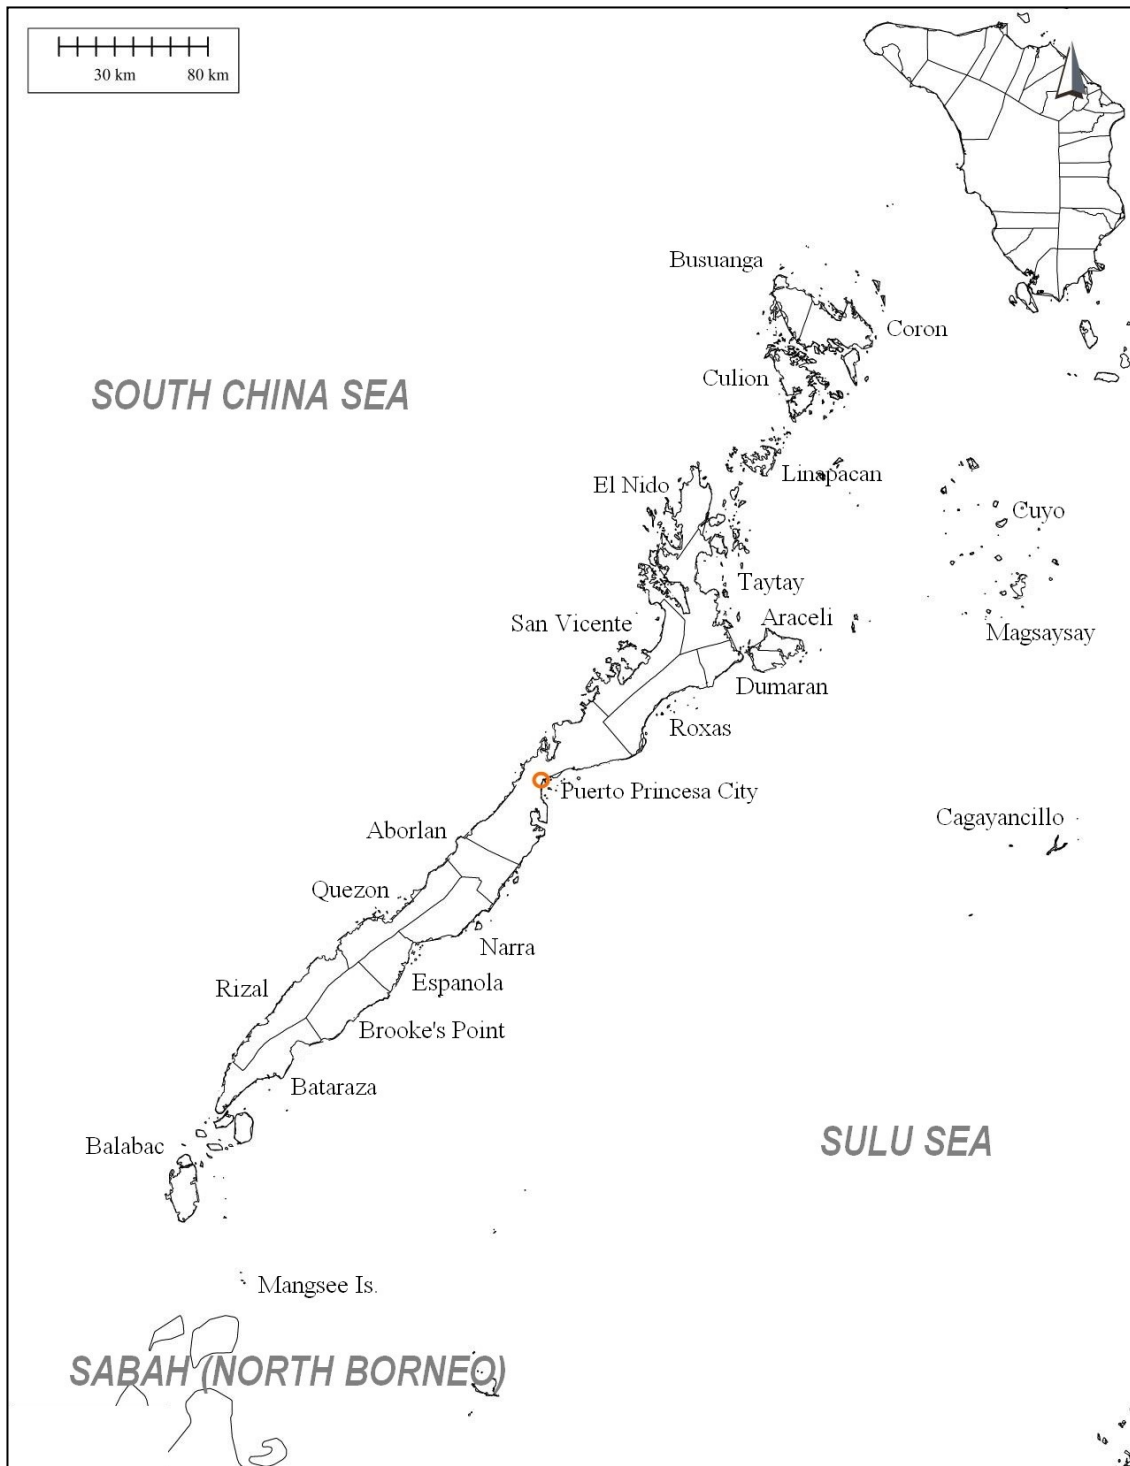 30 km 80 km
Busuanga
Coron
Culion
SOUTH CHINA SEA
Linapacan
El Nido
Cuyo
Taytay
Araceli
San Vicente
Magsaysay
Dumaran
Roxas
Puerto Princesa City
Cagayancillo
Aborlan
Quezon
Narra
Espanola
Rizal
Brooke's Point
Bataraza
SULU SEA
Balabac
Mangsee Is.
SABAH (NORTH BORNEO)